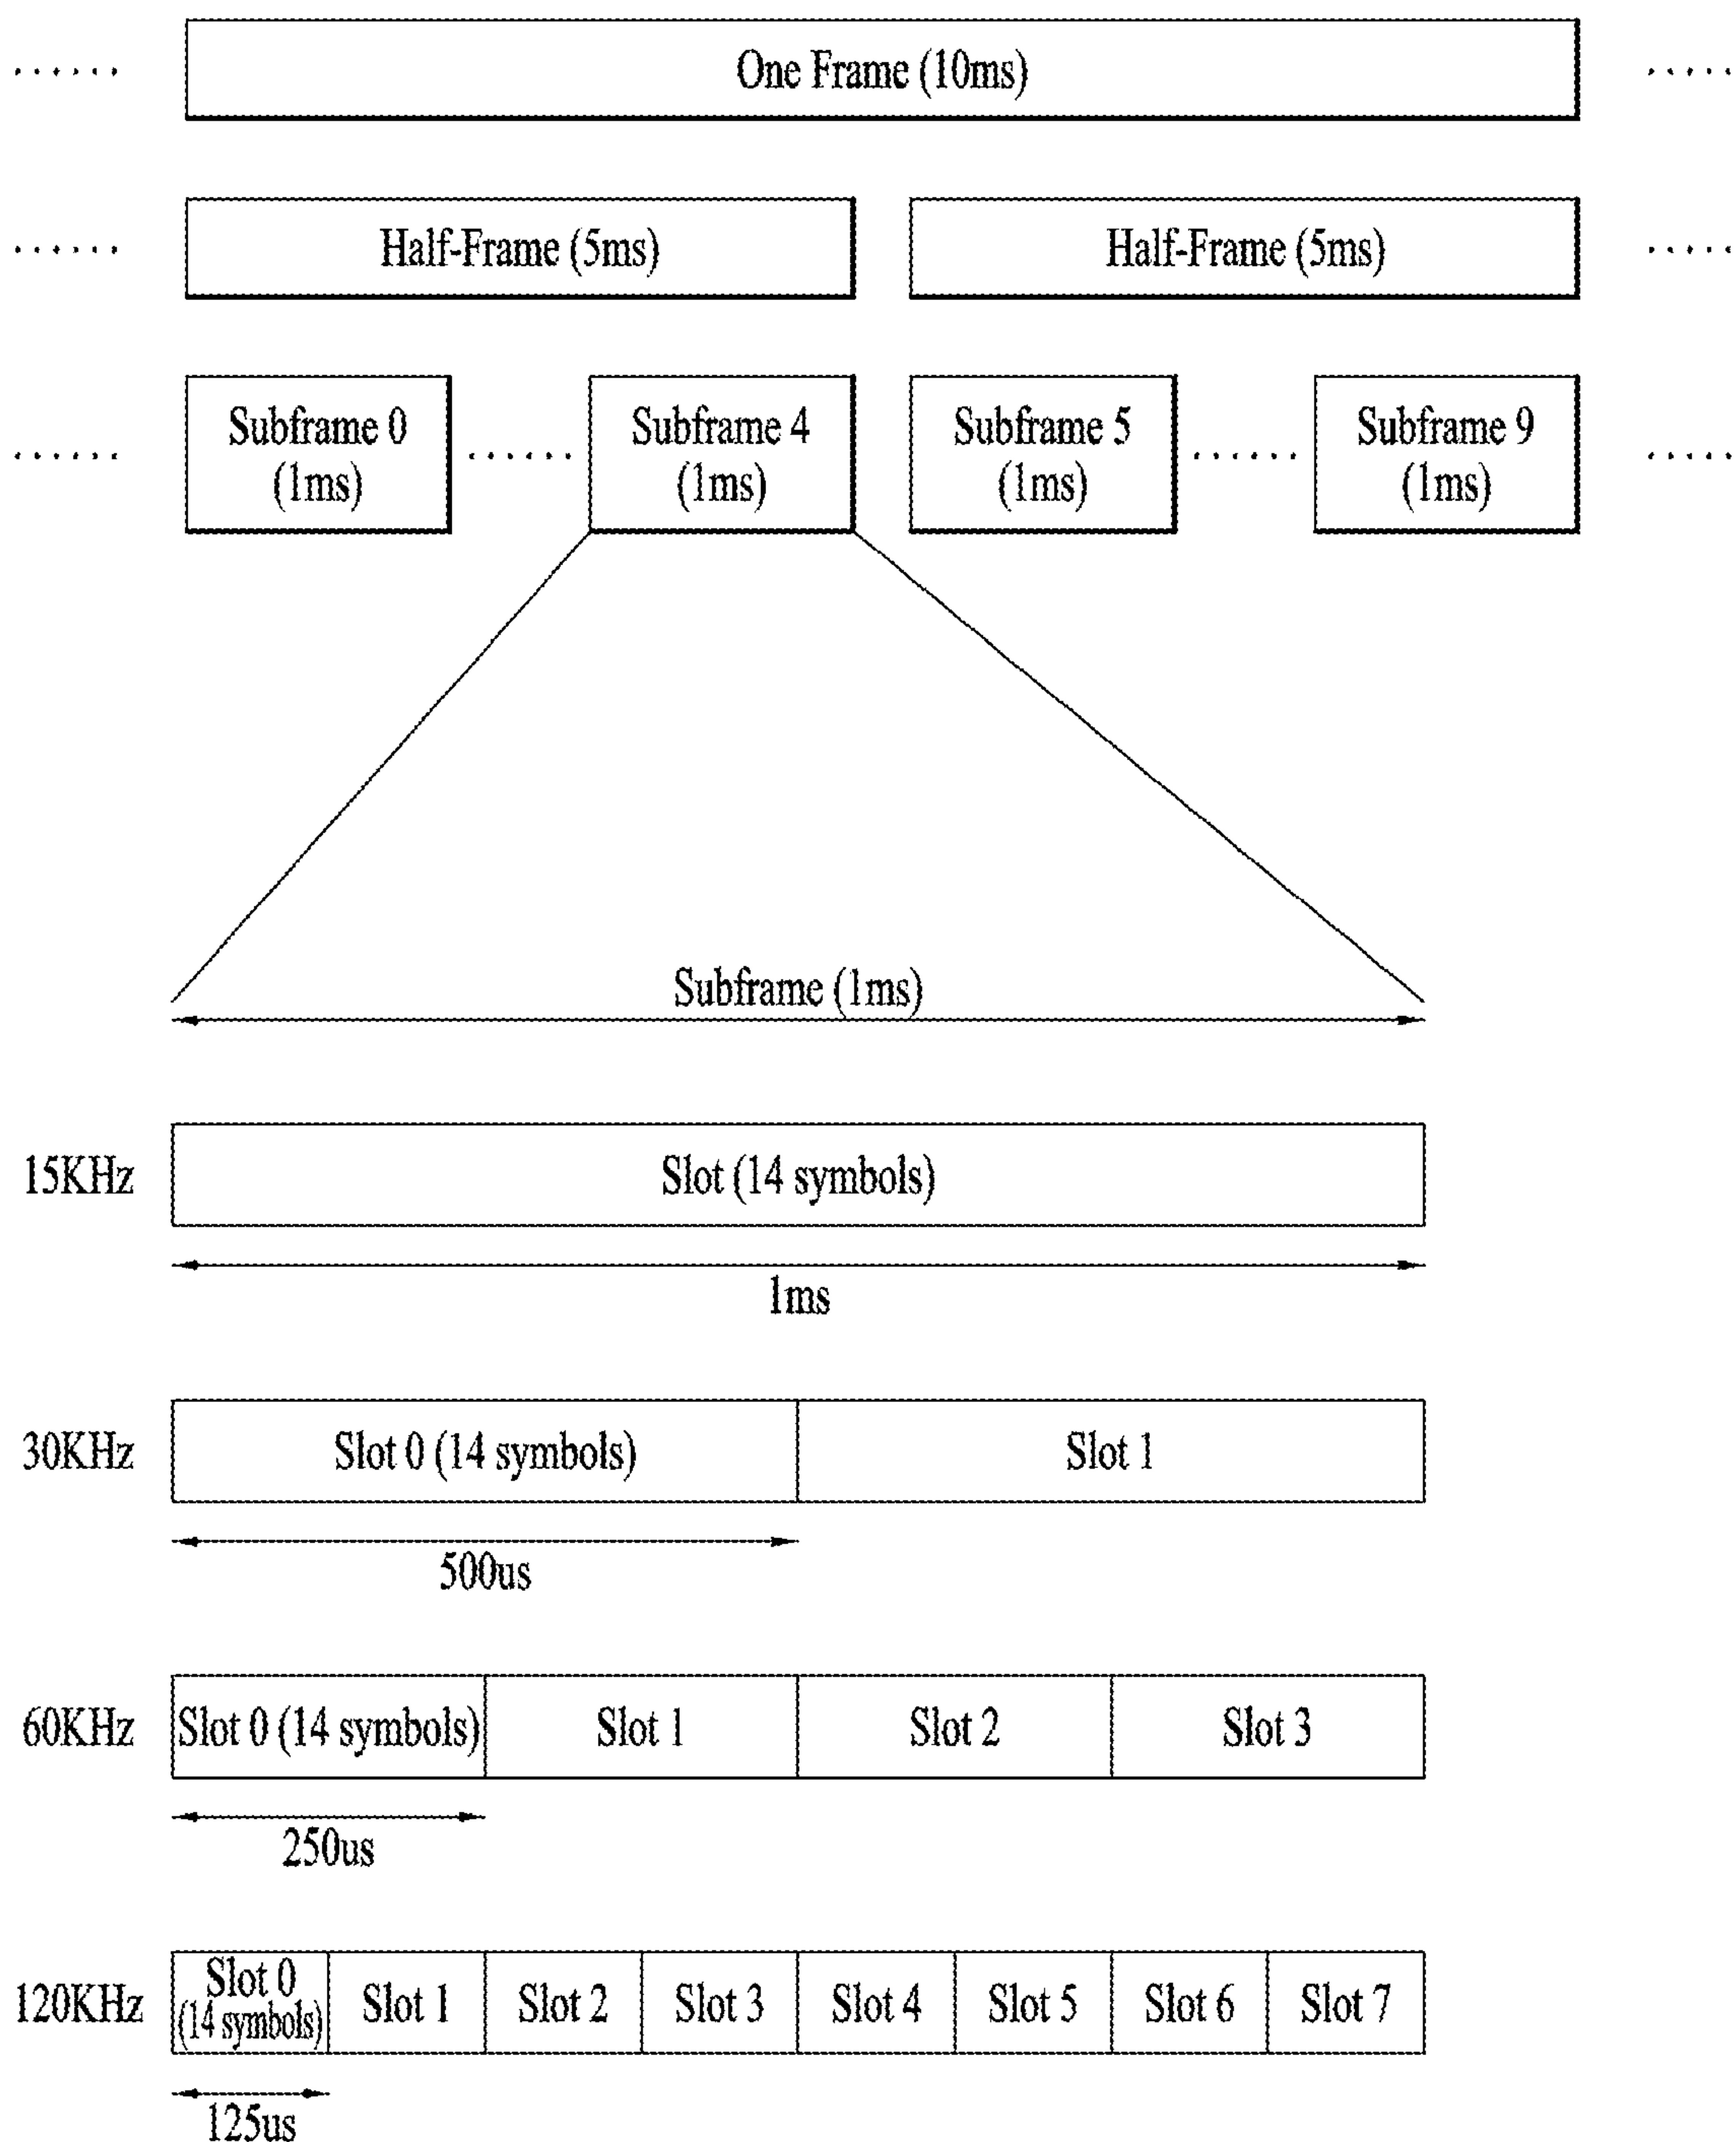 ...... One Frame (10ms) .....
...... Half-Frame (5ms) Half-Frame (5ms) .....
Subframe 0 Subframe 4 Subframe 5 Subframe 9
...... (1ms) ...... (1ms) (1ms) ...... (1ms) .....
Subframe (1ms)
15KHz Slot (14 symbols)
1ms
30KHz Slot 0 (14 symbols) Slot 1
500us
60KHz Slot 0 (14 symbols) Slot 1 Slot 2 Slot 3
250us
120KHz Slot 0 (14 symbols) Slot 1 Slot 2 Slot 3 Slot 4 Slot 5 Slot 6 Slot 7
125us